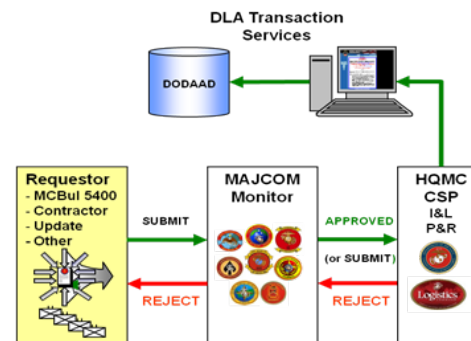 DLA Transaction
Services
DODAAD
Requestor
- MCBul 5400
- Contractor
- Update
- Other
SUBMIT
REJECT
MAJCOM
Monitor
APPROVED
(or SUBMIT)
REJECT
HQMC
CSP
I&L
P&R
Logistics